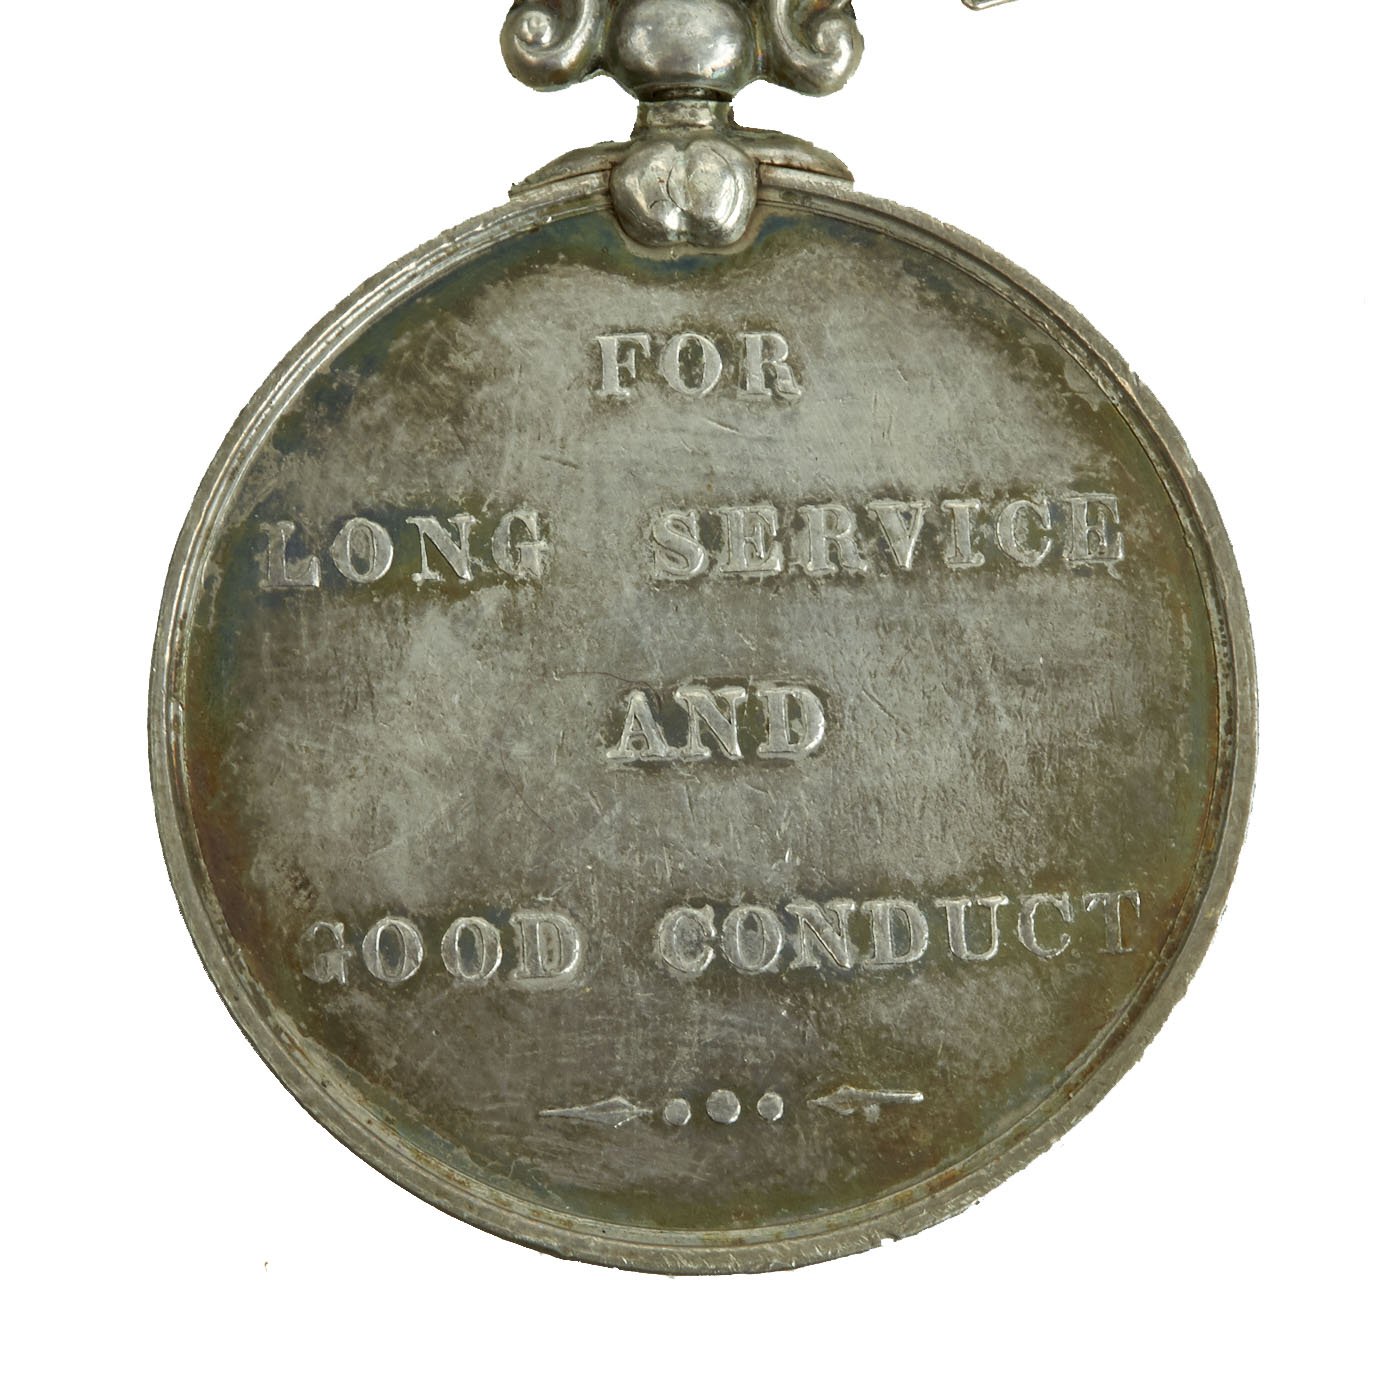 FOR
LONG SERVICE
AND
GOOD CONDUCT